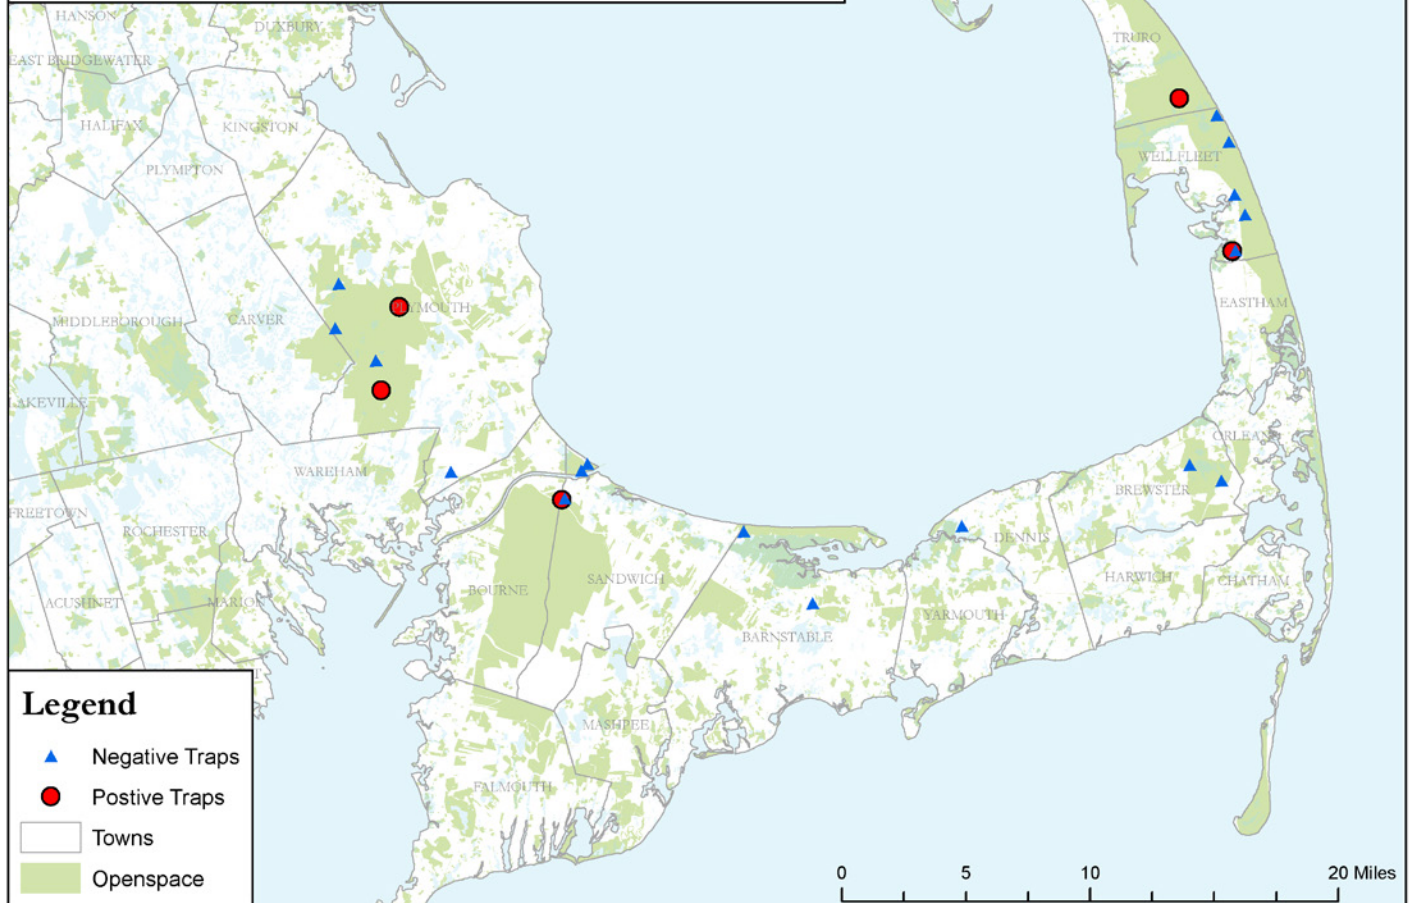 HANSON
DUXBURY
TRURO
EAST BRIDGEWATER
HALIFAX
KINGSTON
WELLFLEET
PLYMPTON
EASTHAM
PLYMOUTH
MIDDLEBOROUGH
CARVER
LAKEVILLE
ORLEANS
WAREHAM
BREWSTER
FREETOWN
ROCHESTER
DENNIS
SANDWICH
HARWICH
CHATHAM
BOURNE
ACUSHNET
MARION
YARMOUTH
BARNSTABLE
MASHPEE
FALMOUTH
Legend
Negative Traps
Postive Traps
Towns
Openspace
0 5 10 20 Miles